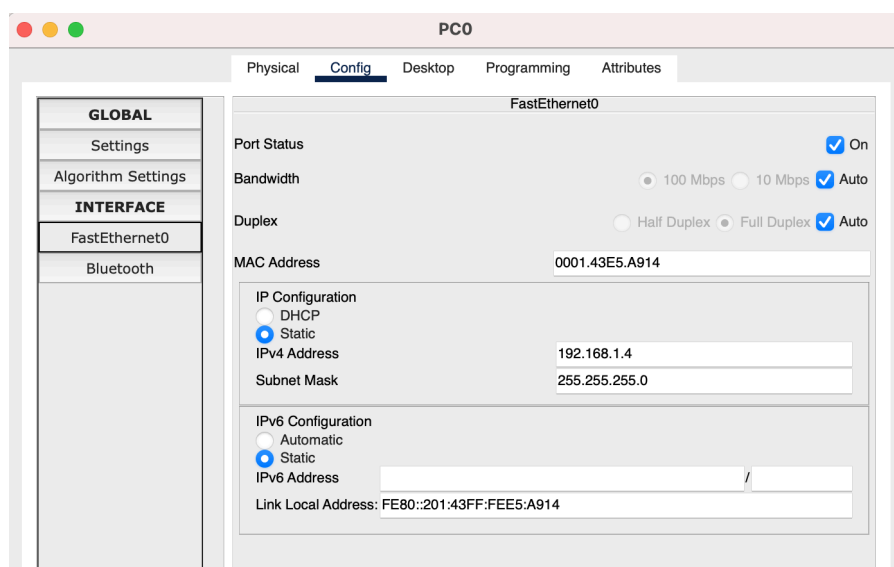 PC0
Physical Config Desktop Programming Attributes
GLOBAL
Settings
Algorithm Settings
INTERFACE
FastEthernet0
Bluetooth
FastEthernet0
Port Status On
Bandwidth 100 Mbps 10 Mbps Auto
Duplex Half Duplex Full Duplex Auto
MAC Address 0001.43E5.A914
IP Configuration
DHCP
Static
IPv4 Address 192.168.1.4
Subnet Mask 255.255.255.0
IPv6 Configuration
Automatic
Static
IPv6 Address /
Link Local Address: FE80::201:43FF:FEE5:A914